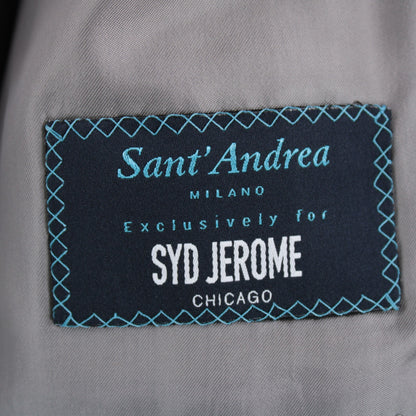 Sant'Andrea
MILANO
Exclusively for
SYD JEROME
CHICAGO